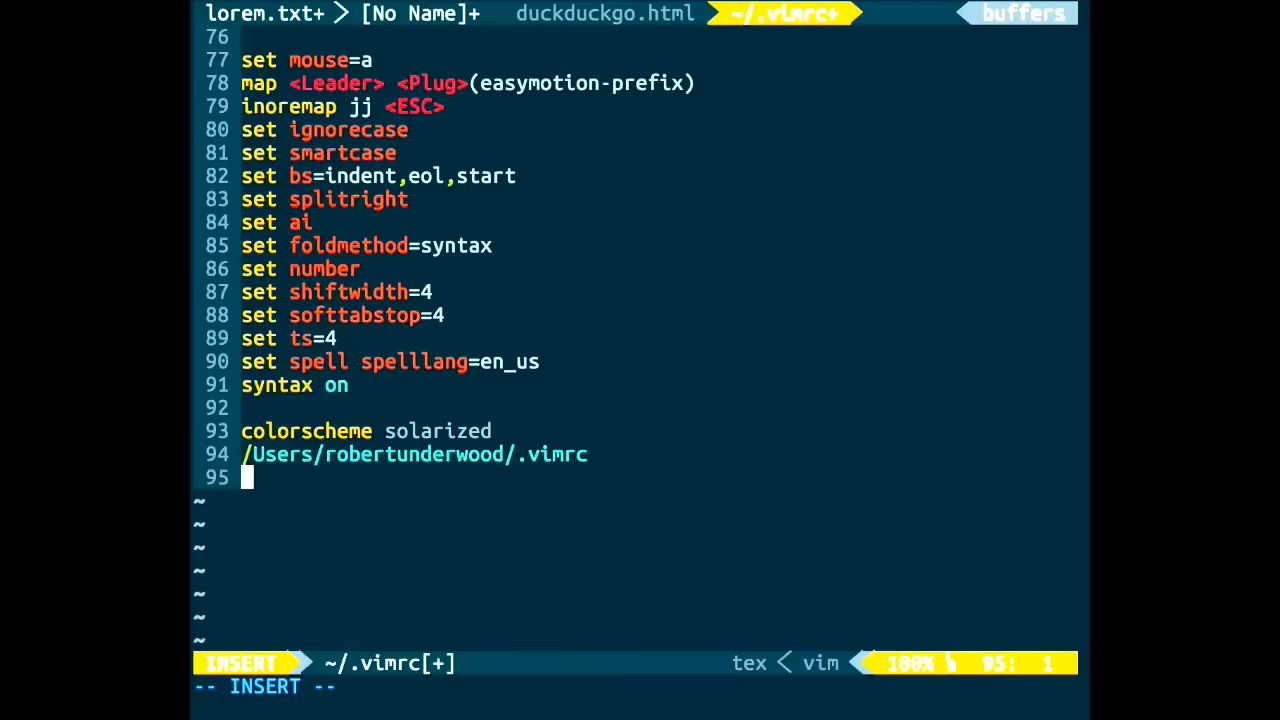 lorem.txt+ > [No Name]+ duckduckgo.html ~/.vimrc+ buffers
76
77 set mouse=a
78 map <Leader> <Plug>(easymotion-prefix)
79 inoremap jj <ESC>
80 set ignorecase
81 set smartcase
82 set bs=indent,eol,start
83 set splitright
84 set ai
85 set foldmethod=syntax
86 set number
87 set shiftwidth=4
88 set softtabstop=4
89 set ts=4
90 set spell spelllang=en_us
91 syntax on
92
93 colorscheme solarized
94 /Users/robertunderwood/.vimrc
95
~
~
~
~
~
~
~
INSERT ~/.vimrc[+] tex < vim 100% 95: 1
-- INSERT --